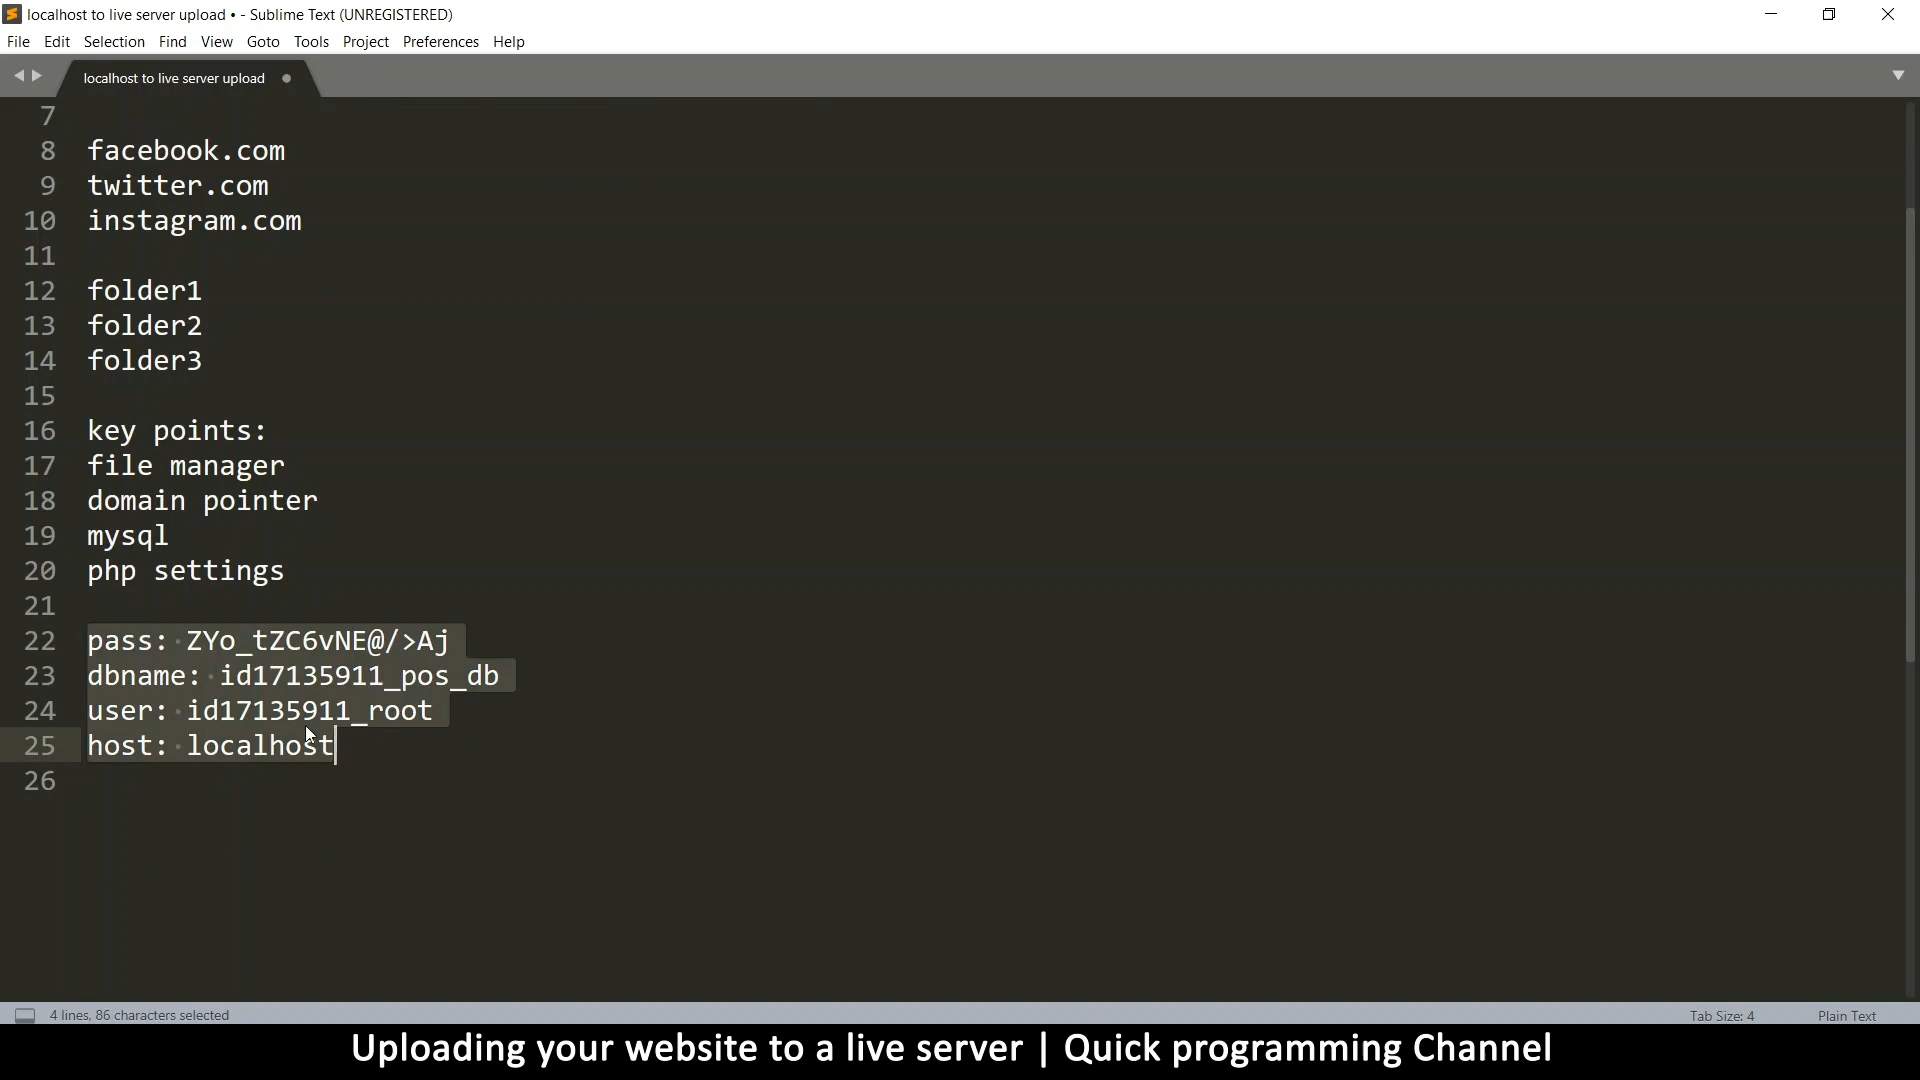 localhost to live server upload • - Sublime Text (UNREGISTERED)
File Edit Selection Find View Goto Tools Project Preferences Help
localhost to live server upload
7
8 facebook.com
9 twitter.com
10 instagram.com
11
12 folder1
13 folder2
14 folder3
15
16 key points:
17 file manager
18 domain pointer
19 mysql
20 php settings
21
22 pass: ZYo_tZC6vNE@/>Aj
23 dbname: id17135911_pos_db
24 user: id17135911_root
25 host: localhost
26
4 lines, 86 characters selected Tab Size: 4 Plain Text
Uploading your website to a live server | Quick programming Channel